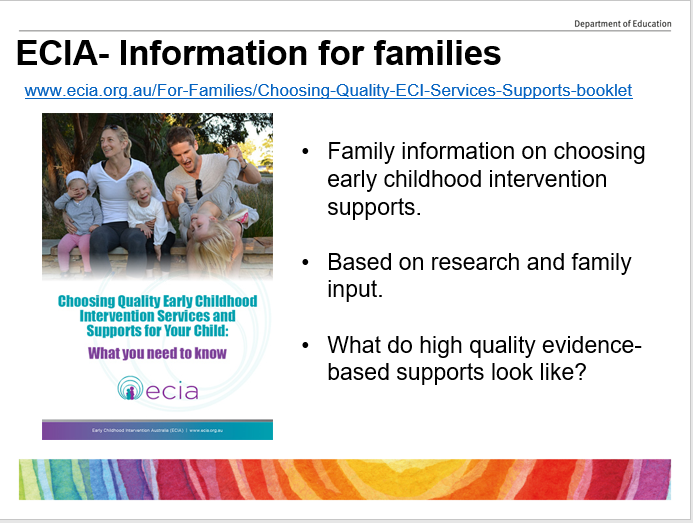 Department of Education
ECIA- Information for families
www.ecia.org.au/For-Families/Choosing-Quality-ECI-Services-Supports-booklet
Choosing Quality Early Childhood
Intervention Services and
Supports for Your Child:
What you need to know
ecia
Early Childhood Intervention Australia (ECIA) | www.ecia.org.au
• Family information on choosing
early childhood intervention
supports.
• Based on research and family
input.
• What do high quality evidence-
based supports look like?